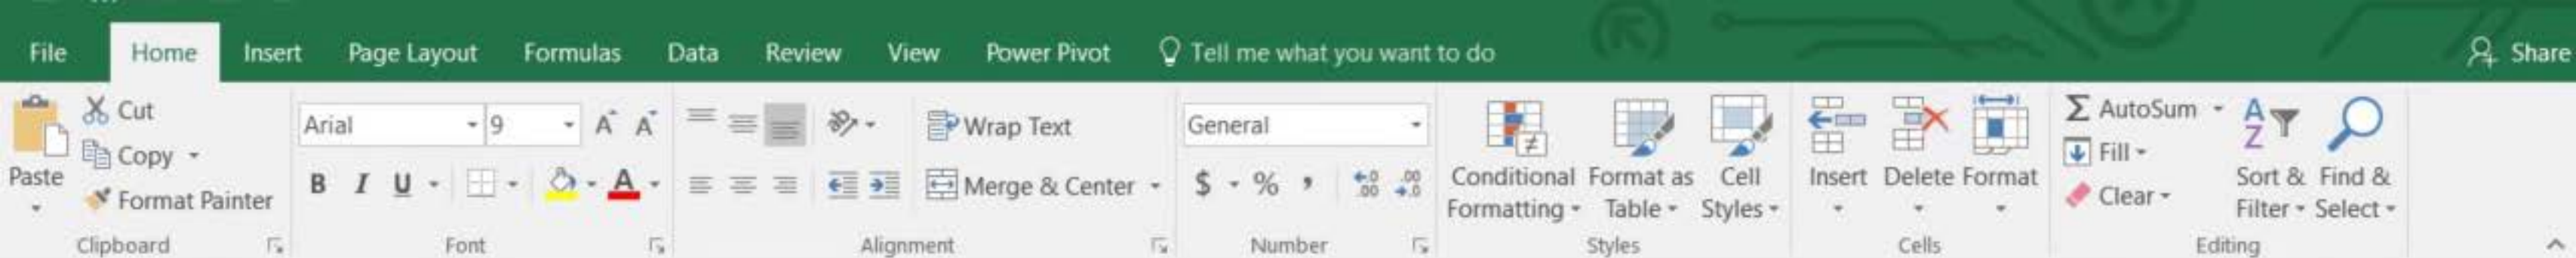 File Home Insert Page Layout Formulas Data Review View Power Pivot Tell me what you want to do Share
Cut
Copy
Paste
Format Painter
Clipboard
Arial 9
B I U A
Font
Wrap Text
Merge & Center
Alignment
General
$ % ,
Number
Conditional
Formatting
Format as
Table
Cell
Styles
Styles
Insert Delete Format
Cells
Σ AutoSum
Fill
Clear
Sort &
Filter
Find &
Select
Editing